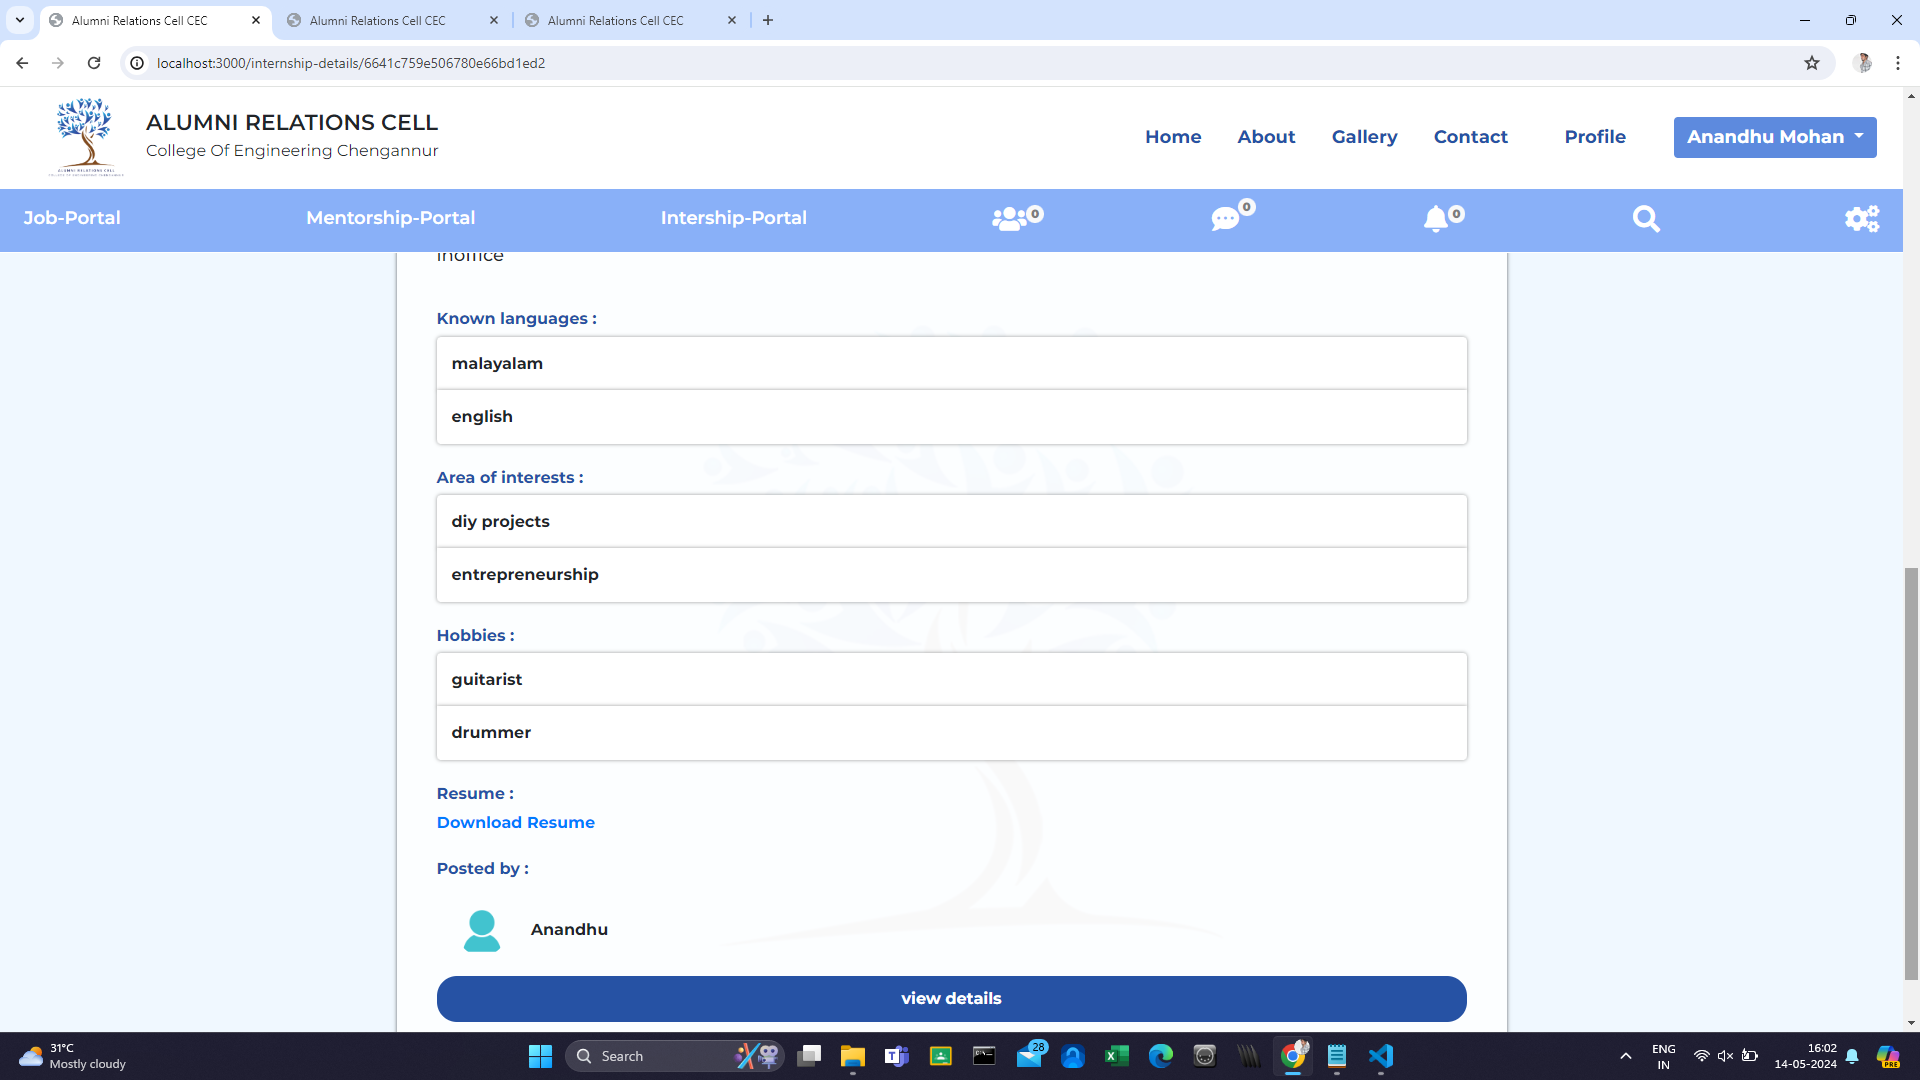 Alumni Relations Cell CEC
Alumni Relations Cell CEC
Alumni Relations Cell CEC
localhost:3000/internship-details/6641c759e506780e66bd1ed2
ALUMNI RELATIONS CELL
College Of Engineering Chengannur
Home About Gallery Contact Profile Anandhu Mohan
Job-Portal Mentorship-Portal Intership-Portal 0 0 0
inoffice
Known languages :
malayalam
english
Area of interests :
diy projects
entrepreneurship
Hobbies :
guitarist
drummer
Resume :
Download Resume
Posted by :
Anandhu
view details
31°C
Mostly cloudy
Search
28
ENG
IN
16:02
14-05-2024
PRE